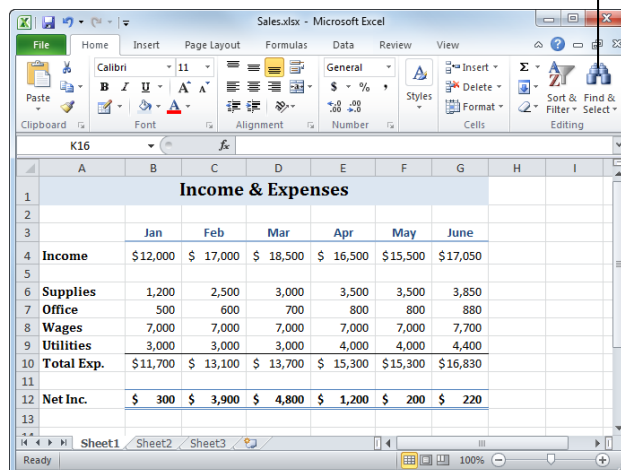 Sales.xlsx - Microsoft Excel
File Home Insert Page Layout Formulas Data Review View
Calibri 11 General Insert Σ
Paste B I U A A $ % , Styles Delete Sort & Find &
A .0 .00 Format Filter Select
Clipboard Font Alignment Number Cells Editing
K16 fx
A B C D E F G H I
1 Income & Expenses
2
3 Jan Feb Mar Apr May June
4 Income $12,000 $ 17,000 $ 18,500 $ 16,500 $15,500 $17,050
5
6 Supplies 1,200 2,500 3,000 3,500 3,500 3,850
7 Office 500 600 700 800 800 880
8 Wages 7,000 7,000 7,000 7,000 7,000 7,700
9 Utilities 3,000 3,000 3,000 4,000 4,000 4,400
10 Total Exp. $11,700 $ 13,100 $ 13,700 $ 15,300 $15,300 $16,830
11
12 Net Inc. $ 300 $ 3,900 $ 4,800 $ 1,200 $ 200 $ 220
13
Sheet1 Sheet2 Sheet3
Ready 100%